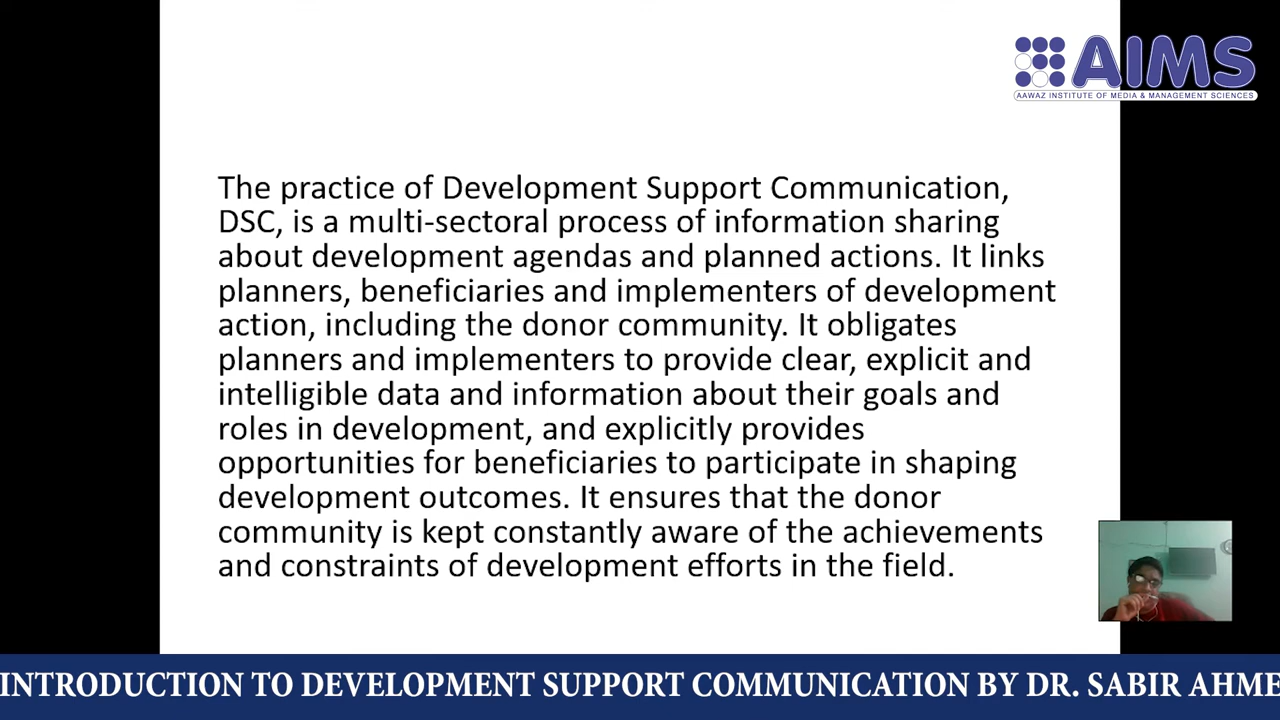 AIMS
AAWAZ INSTITUTE OF MEDIA & MANAGEMENT SCIENCES
The practice of Development Support Communication,
DSC, is a multi-sectoral process of information sharing
about development agendas and planned actions. It links
planners, beneficiaries and implementers of development
action, including the donor community. It obligates
planners and implementers to provide clear, explicit and
intelligible data and information about their goals and
roles in development, and explicitly provides
opportunities for beneficiaries to participate in shaping
development outcomes. It ensures that the donor
community is kept constantly aware of the achievements
and constraints of development efforts in the field.
INTRODUCTION TO DEVELOPMENT SUPPORT COMMUNICATION BY DR. SABIR AHME